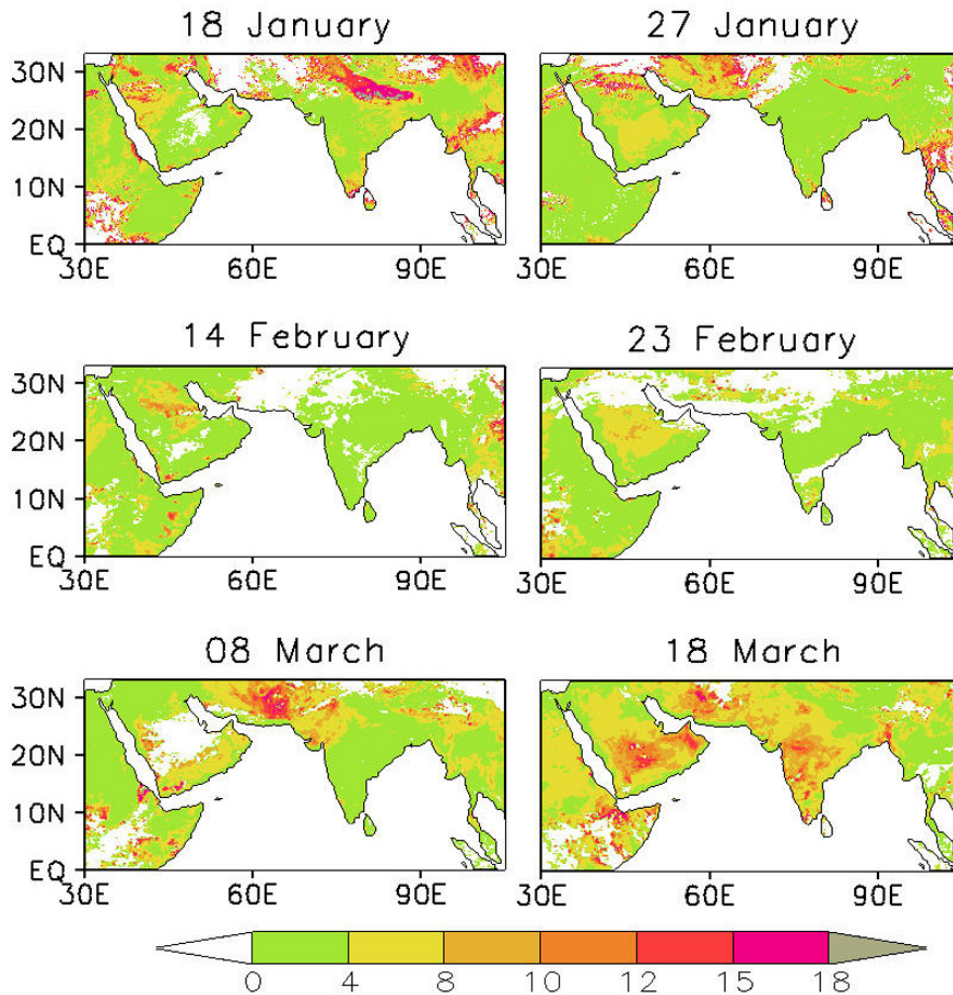 18 January
27 January
30N
20N
10N
EQ
30E 60E 90E
30E 60E 90E
14 February
23 February
30N
20N
10N
EQ
30E 60E 90E
30E 60E 90E
08 March
18 March
30N
20N
10N
EQ
30E 60E 90E
30E 60E 90E
0 4 8 10 12 15 18